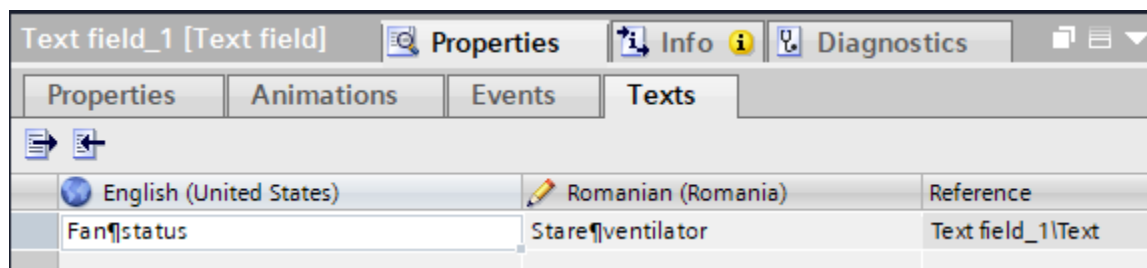 Text field_1 [Text field] Properties Info Diagnostics
Properties Animations Events Texts
English (United States) Romanian (Romania) Reference
Fan¶status Stare¶ventilator Text field_1\Text